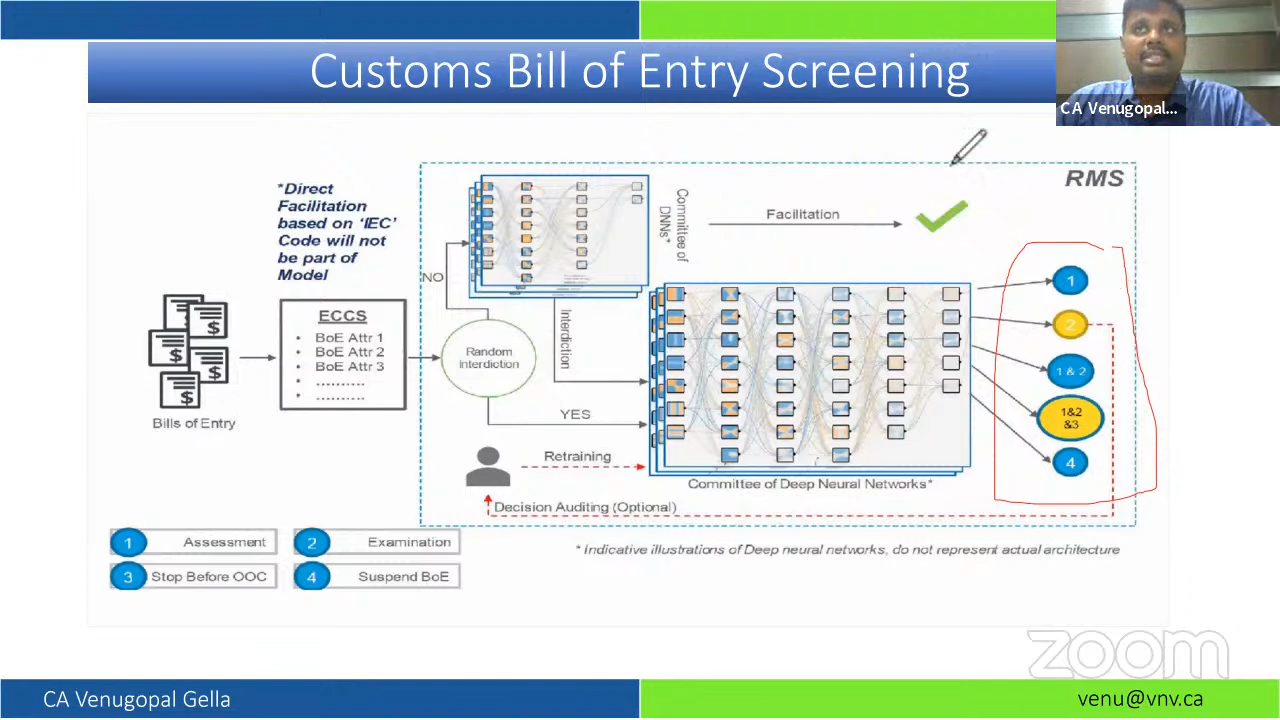 Customs Bill of Entry Screening
CA Venugopal...
RMS
*Direct
Facilitation
based on ‘IEC’
Code will not
be part of
Model
Committee of
DNNs*
Facilitation
NO
Interdiction
ECCS
• BoE Attr 1
• BoE Attr 2
• BoE Attr 3
• ..........
• ..........
Random
Interdiction
Bills of Entry
YES
1
2
1 & 2
1&2
&3
4
Retraining
Committee of Deep Neural Networks*
Decision Auditing (Optional)
1 Assessment
2 Examination
3 Stop Before OOC
4 Suspend BoE
* Indicative illustrations of Deep neural networks, do not represent actual architecture
zoom
CA Venugopal Gella
venu@vnv.ca